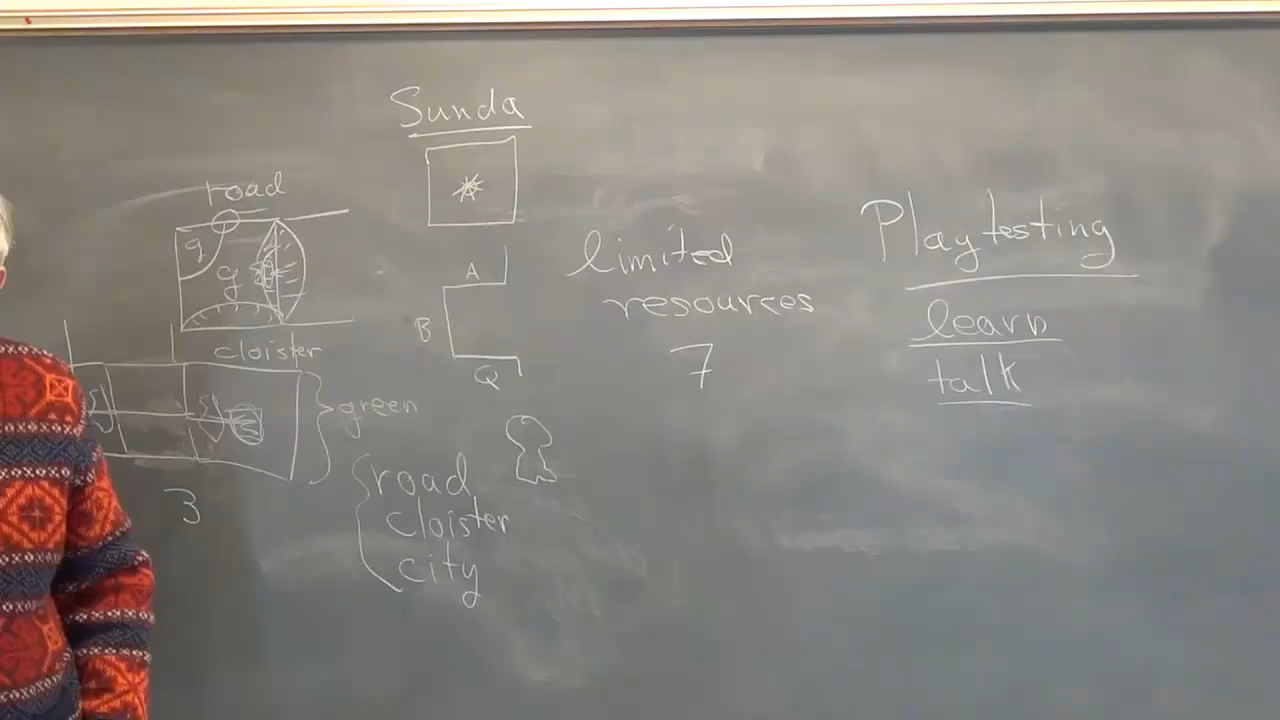 Sunda
road
g
g
cloister
green
3
road
cloister
city
A
B
Q
limited
resources
7
Playtesting
learn
talk